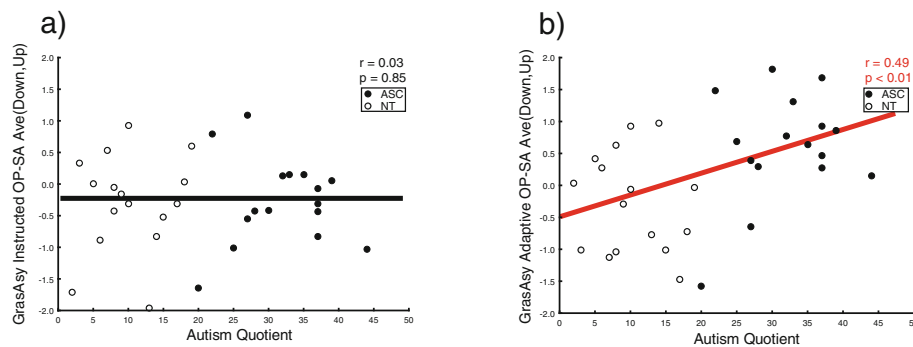 a)
GrasAsy Instructed OP-SA Ave(Down,Up)
2.0
1.5
1.0
0.5
0.0
-0.5
-1.0
-1.5
-2.0
r = 0.03
p = 0.85
ASC
NT
0 5 10 15 20 25 30 35 40 45 50
Autism Quotient
b)
GrasAsy Adaptive OP-SA Ave(Down,Up)
2.0
1.5
1.0
0.5
0.0
-0.5
-1.0
-1.5
-2.0
r = 0.49
p < 0.01
ASC
NT
0 5 10 15 20 25 30 35 40 45 50
Autism Quotient